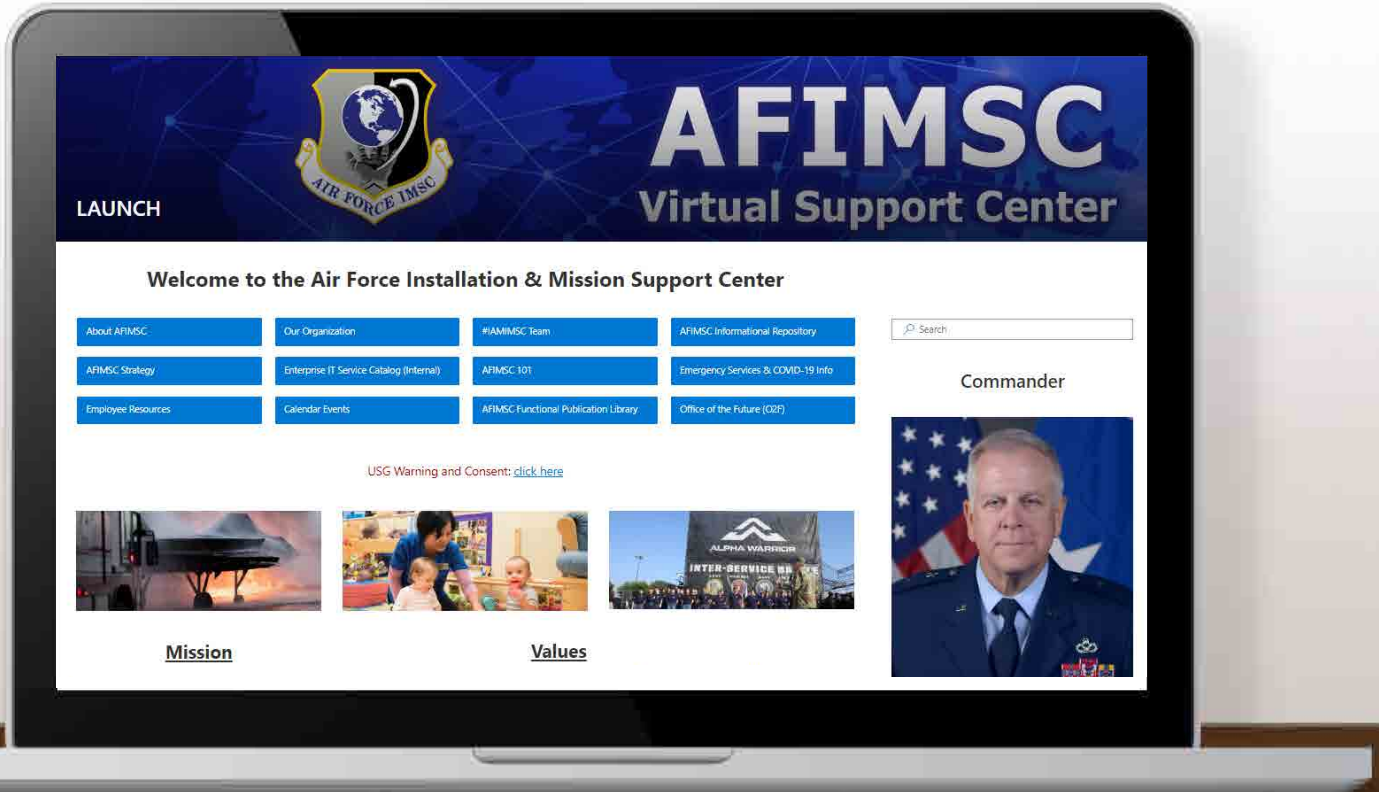 AIR FORCE IMSC
AFIMSC
LAUNCH
Virtual Support Center
Welcome to the Air Force Installation & Mission Support Center
About AFIMSC
Our Organization
#IAMIMSC Team
AFIMSC Informational Repository
Search
AFIMSC Strategy
Enterprise IT Service Catalog (Internal)
AFIMSC 101
Emergency Services & COVID-19 Info
Commander
Employee Resources
Calendar Events
AFIMSC Functional Publication Library
Office of the Future (O2F)
USG Warning and Consent: click here
ALPHA WARRIOR
INTER-SERVICE
Mission
Values